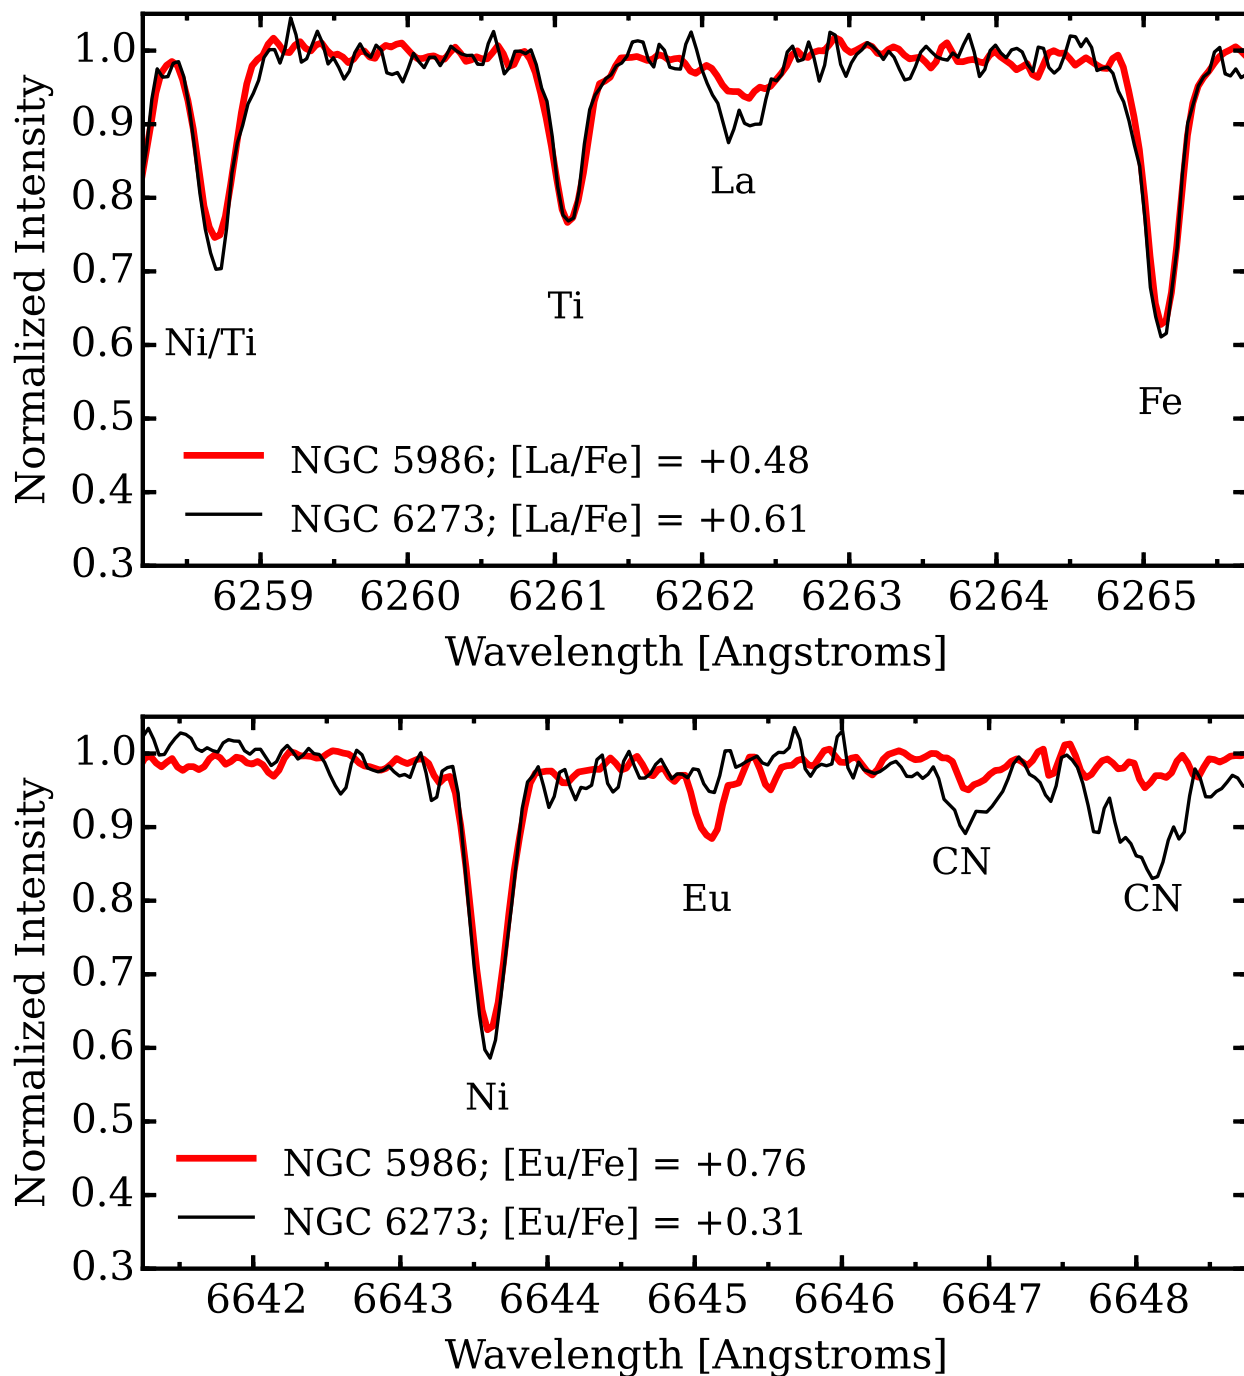 Normalized Intensity
1.0
0.9
0.8
0.7
0.6
0.5
0.4
0.3
La
Ti
Ni/Ti
Fe
NGC 5986; [La/Fe] = +0.48
NGC 6273; [La/Fe] = +0.61
6259 6260 6261 6262 6263 6264 6265
Wavelength [Angstroms]
Normalized Intensity
1.0
0.9
0.8
0.7
0.6
0.5
0.4
0.3
CN
Eu
CN
Ni
NGC 5986; [Eu/Fe] = +0.76
NGC 6273; [Eu/Fe] = +0.31
6642 6643 6644 6645 6646 6647 6648
Wavelength [Angstroms]